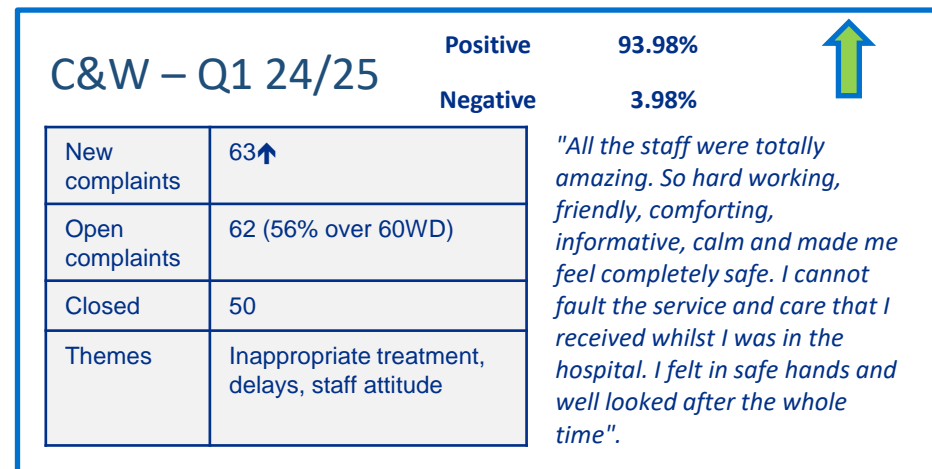 C&W – Q1 24/25
Positive 93.98%
Negative 3.98%
New
complaints
63🡹
Open
complaints
62 (56% over 60WD)
Closed
50
Themes
Inappropriate treatment,
delays, staff attitude
"All the staff were totally
amazing. So hard working,
friendly, comforting,
informative, calm and made me
feel completely safe. I cannot
fault the service and care that I
received whilst I was in the
hospital. I felt in safe hands and
well looked after the whole
time".